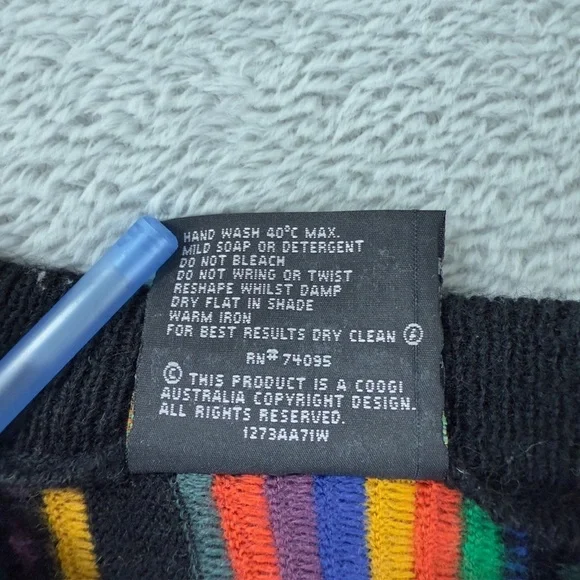 HAND WASH 40°C MAX.
MILD SOAP OR DETERGENT
DO NOT BLEACH
DO NOT WRING OR TWIST
RESHAPE WHILST DAMP
DRY FLAT IN SHADE
WARM IRON
FOR BEST RESULTS DRY CLEAN Ⓟ
RN# 74095
© THIS PRODUCT IS A COOGI
AUSTRALIA COPYRIGHT DESIGN.
ALL RIGHTS RESERVED.
1273AA71W